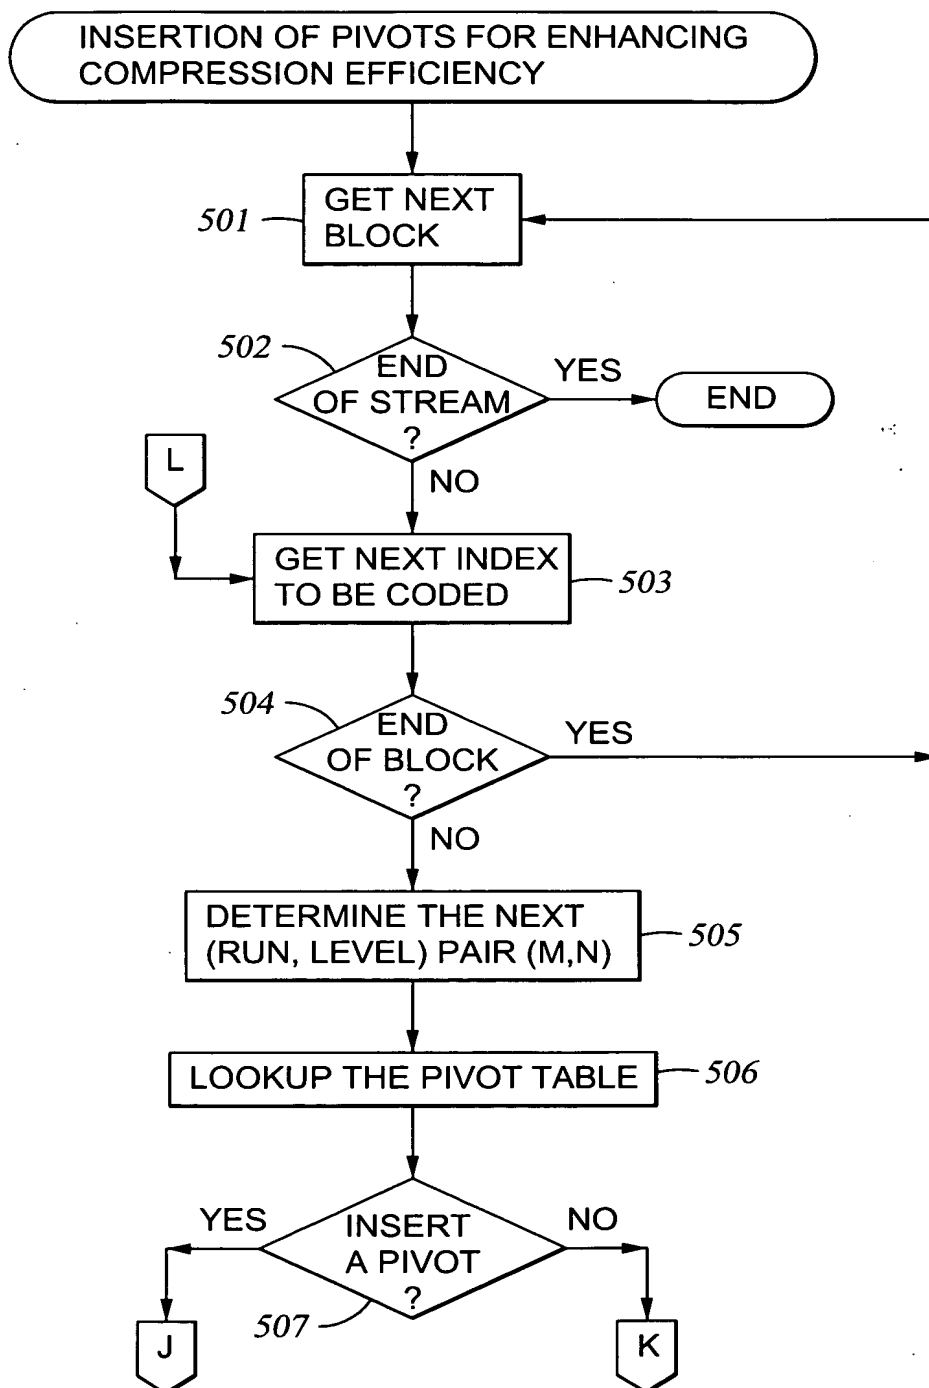 INSERTION OF PIVOTS FOR ENHANCING
COMPRESSION EFFICIENCY
501
GET NEXT
BLOCK
502
END
OF STREAM
?
YES
END
NO
L
GET NEXT INDEX
TO BE CODED
503
504
END
OF BLOCK
?
YES
NO
DETERMINE THE NEXT
(RUN, LEVEL) PAIR (M,N)
505
LOOKUP THE PIVOT TABLE
506
YES
INSERT
A PIVOT
?
NO
507
J
K